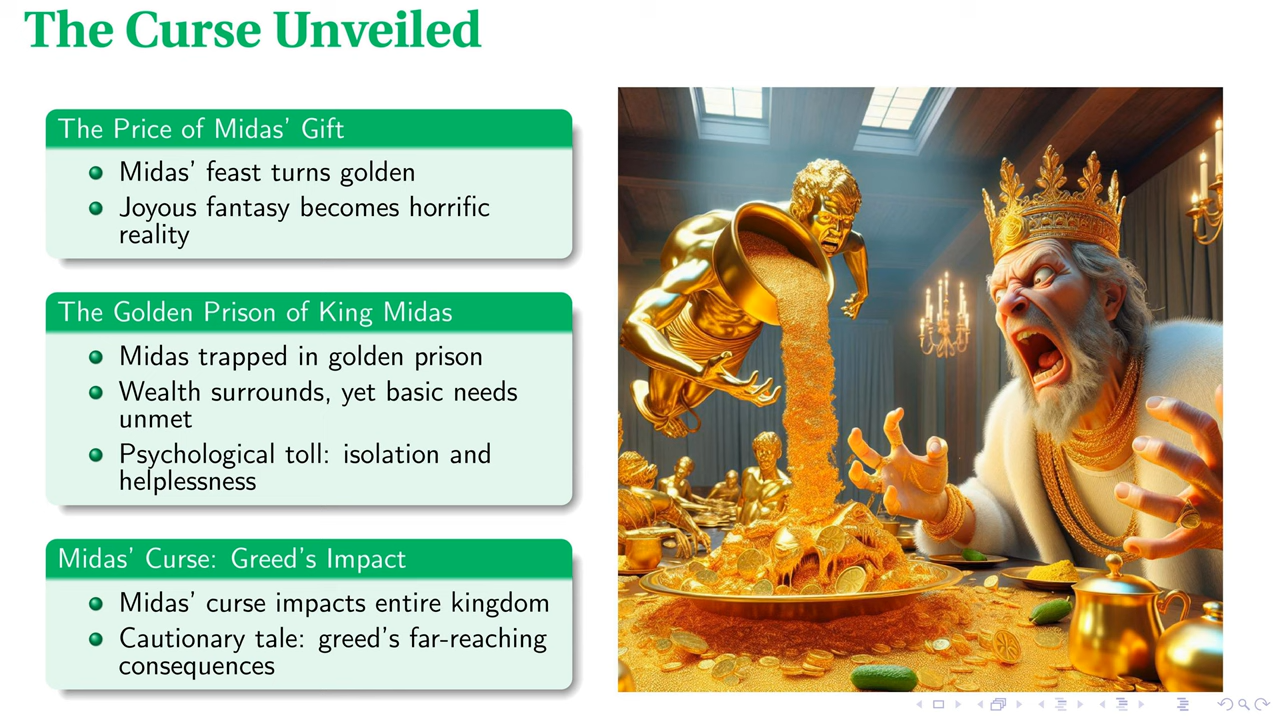 The Curse Unveiled
The Price of Midas' Gift
Midas' feast turns golden
Joyous fantasy becomes horrific
reality
The Golden Prison of King Midas
Midas trapped in golden prison
Wealth surrounds, yet basic needs
unmet
Psychological toll: isolation and
helplessness
Midas' Curse: Greed's Impact
Midas' curse impacts entire kingdom
Cautionary tale: greed's far-reaching
consequences